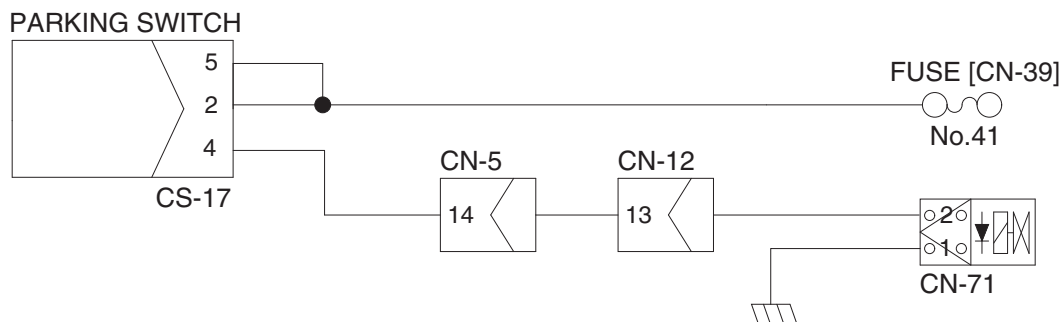 PARKING SWITCH
5
2
4
CS-17
FUSE [CN-39]
No.41
CN-5
14
CN-12
13
2
1
CN-71